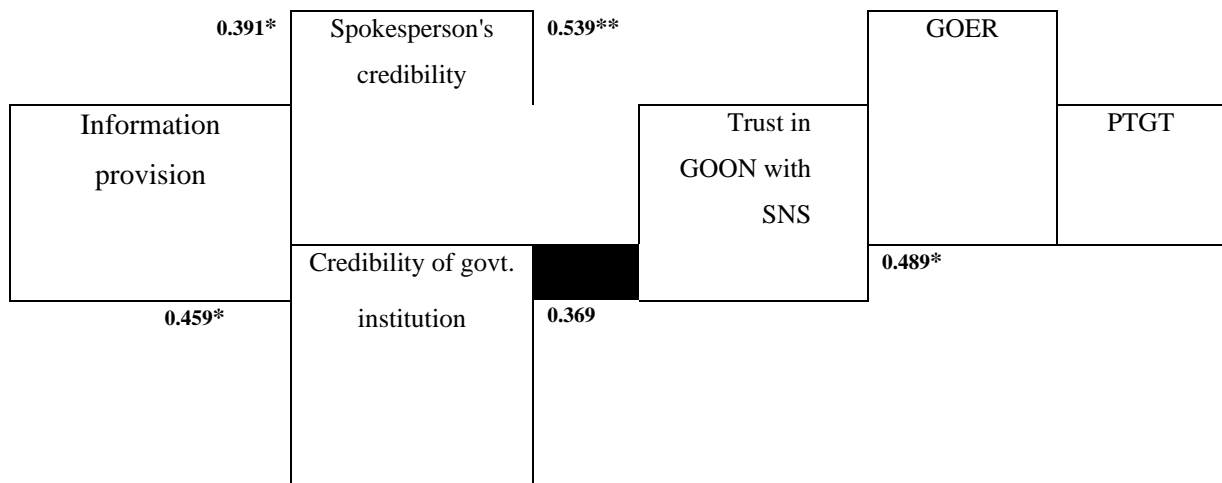 0.391*
Spokesperson's
credibility
0.539**
GOER
Information
provision
Trust in
GOON with
SNS
PTGT
Credibility of govt.
institution
0.489*
0.459*
0.369